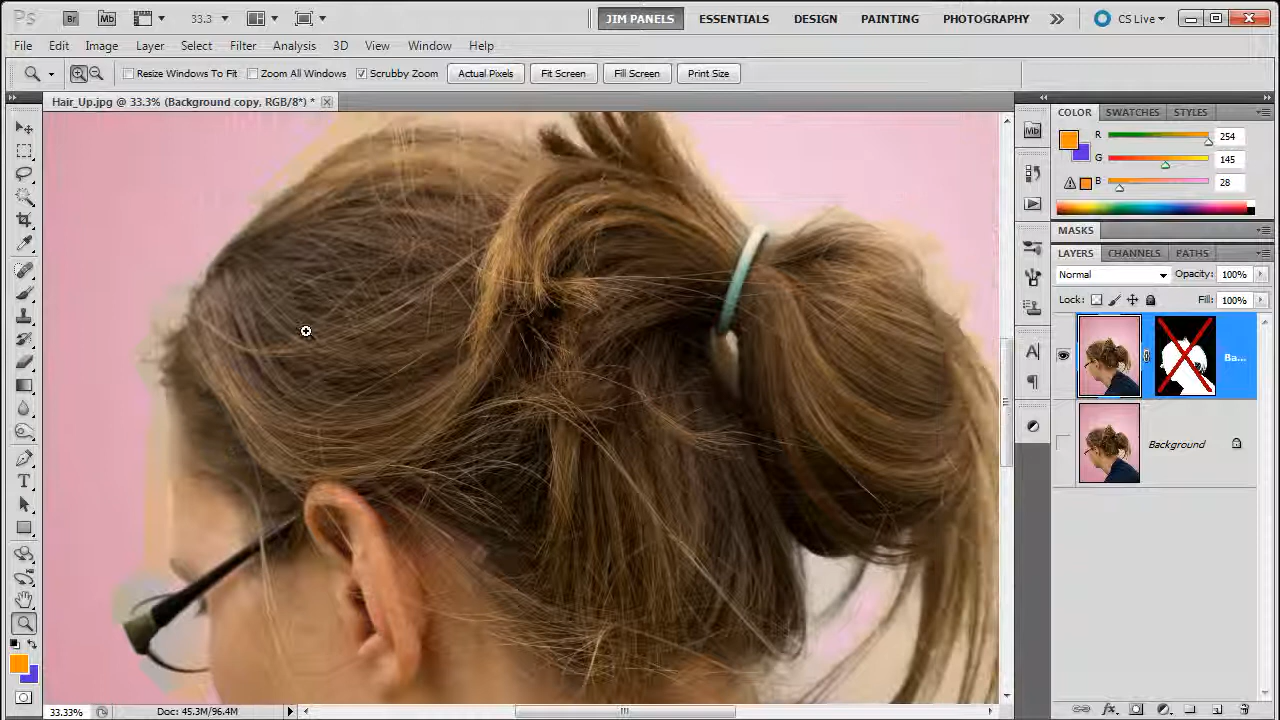 Ps Br Mb 33.3 JIM PANELS ESSENTIALS DESIGN PAINTING PHOTOGRAPHY CS Live
File Edit Image Layer Select Filter Analysis 3D View Window Help
Resize Windows To Fit Zoom All Windows Scrubby Zoom Actual Pixels Fit Screen Fill Screen Print Size
Hair_Up.jpg @ 33.3% (Background copy, RGB/8*) *
COLOR SWATCHES STYLES
Mb
R 254
G 145
B 28
MASKS
LAYERS CHANNELS PATHS
Normal Opacity: 100%
Lock: Fill: 100%
Ba...
Background
A
T
33.33% Doc: 45.3M/96.4M
fx